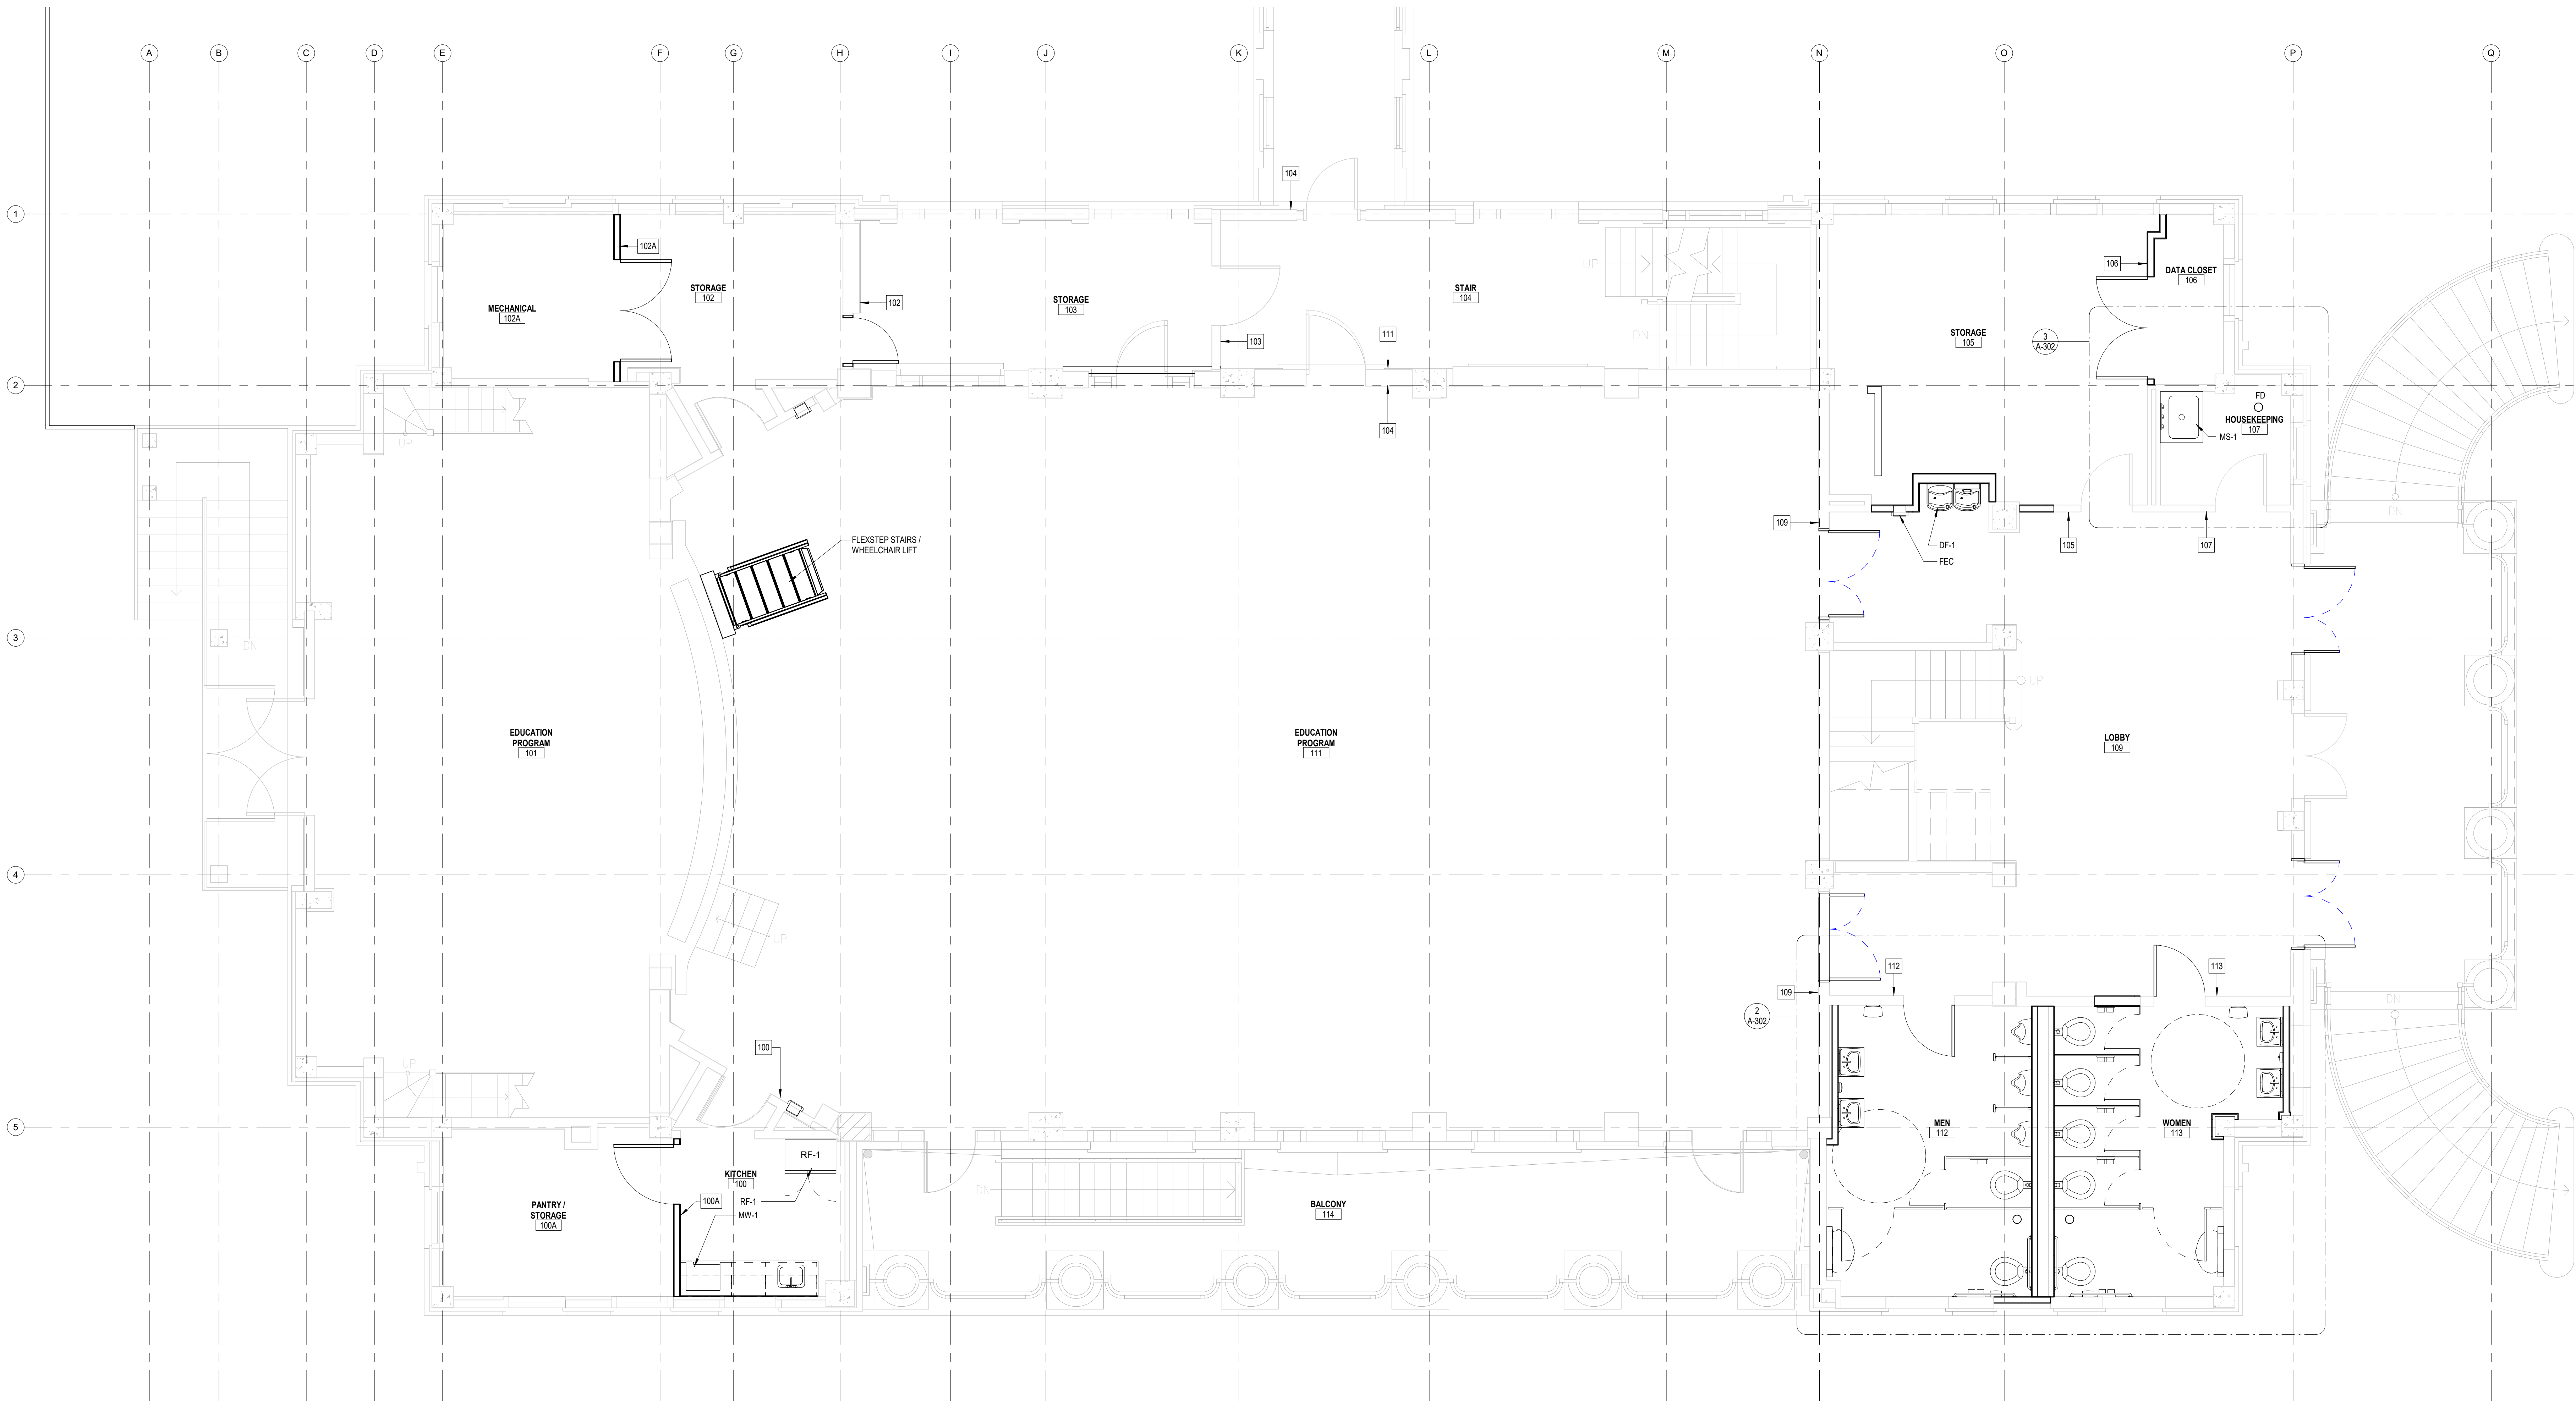 A
B
C
D
E
F
G
H
I
J
K
L
M
N
O
P
Q
1
2
3
4
5
104
102A
MECHANICAL
102A
STORAGE
102
102
STORAGE
103
103
STAIR
104
111
104
UP
DN
STORAGE
105
106
DATA CLOSET
106
3
A-302
FD
HOUSEKEEPING
107
MS-1
UP
DN
109
DF-1
FEC
105
107
DN
FLEXSTEP STAIRS /
WHEELCHAIR LIFT
UP
EDUCATION
PROGRAM
101
EDUCATION
PROGRAM
111
LOBBY
109
UP
109
112
113
2
A-302
DN
UP
100
MEN
112
WOMEN
113
RF-1
KITCHEN
100
RF-1
MW-1
100A
PANTRY /
STORAGE
100A
DN
BALCONY
114